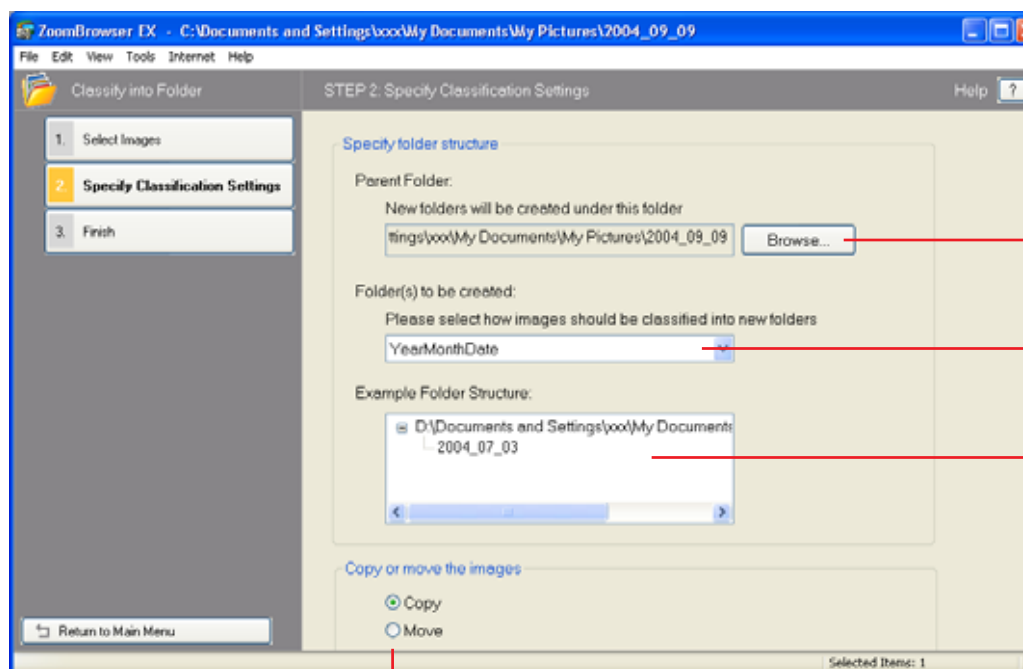 ZoomBrowser EX - C:\Documents and Settings\xxx\My Documents\My Pictures\2004_09_09
File Edit View Tools Internet Help
Classify into Folder
STEP 2: Specify Classification Settings
Help ?
1. Select Images
2. Specify Classification Settings
3. Finish
Return to Main Menu
Specify folder structure
Parent Folder:
New folders will be created under this folder
ttings\xxx\My Documents\My Pictures\2004_09_09
Browse...
Folder(s) to be created:
Please select how images should be classified into new folders
YearMonthDate
Example Folder Structure:
D:\Documents and Settings\xxx\My Documents
2004_07_03
Copy or move the images
Copy
Move
Selected Items: 1